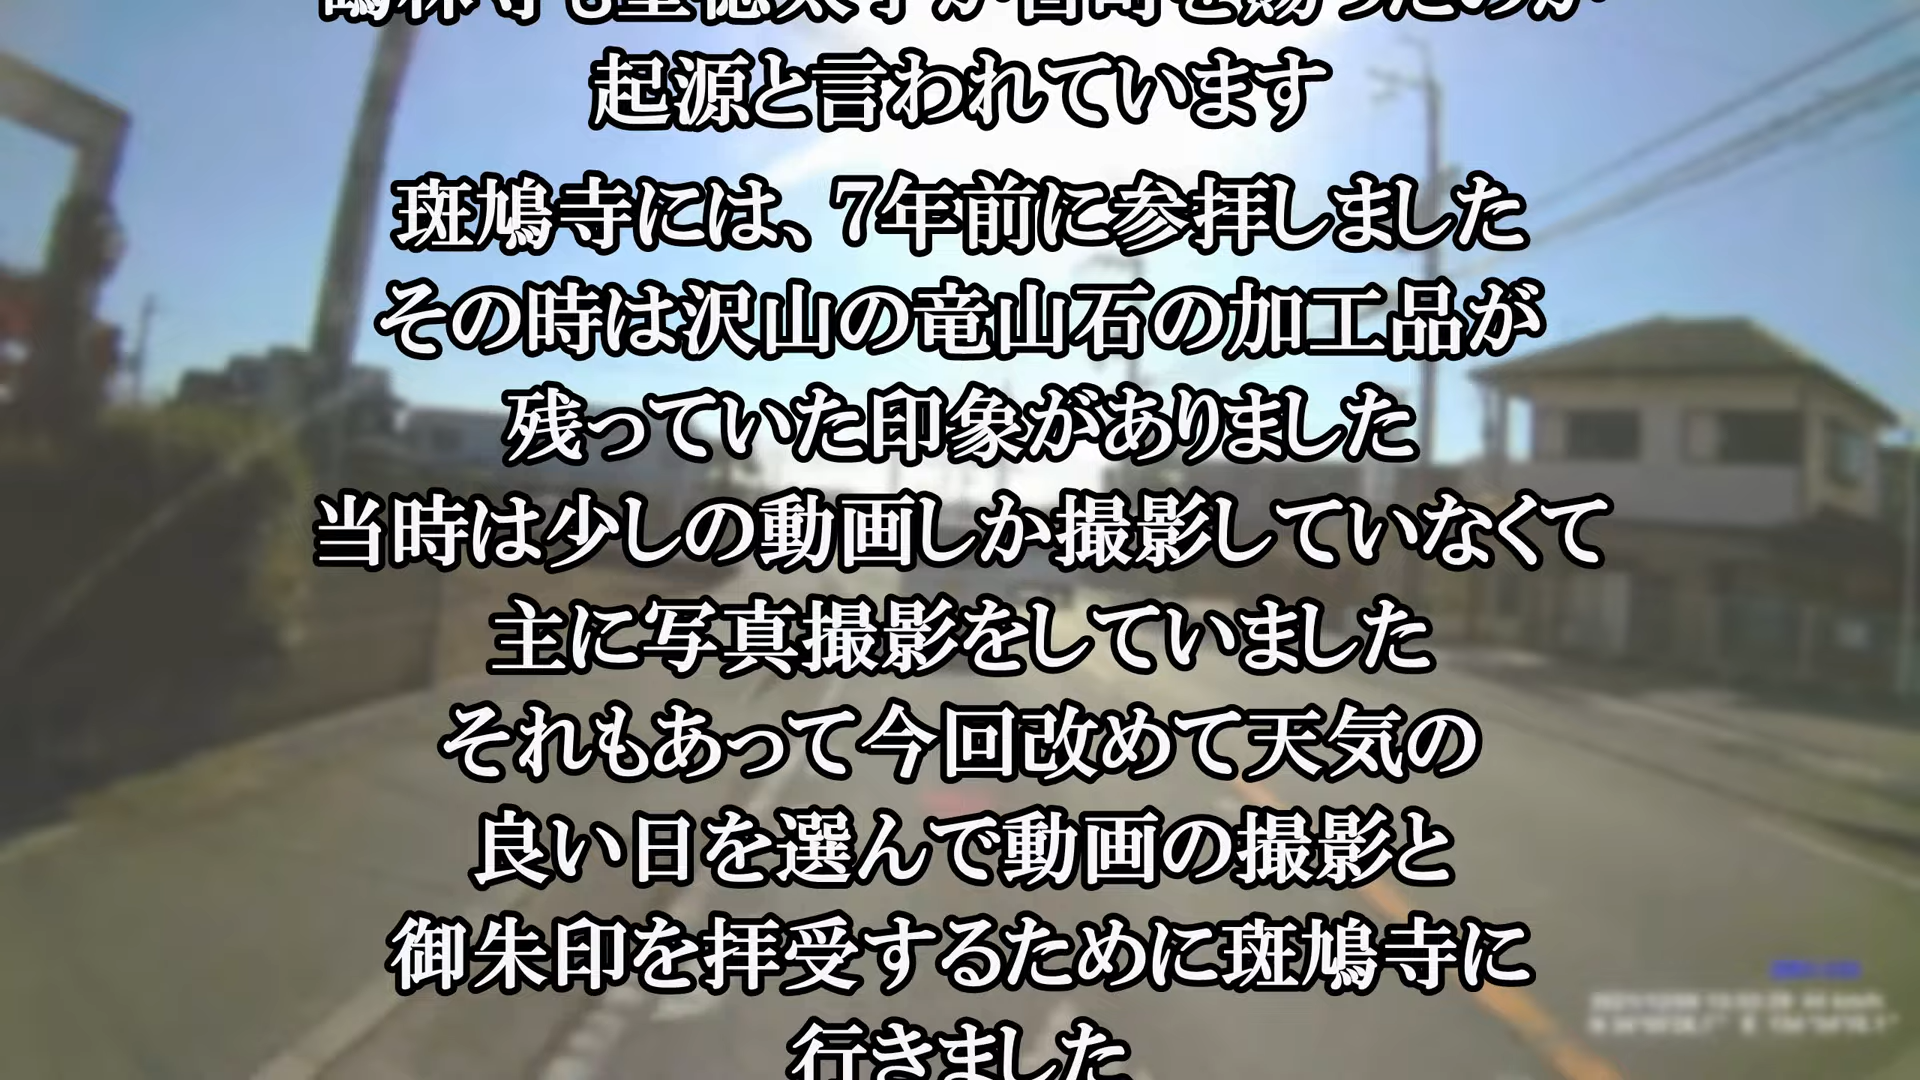 起源と言われています
斑鳩寺には、7年前に参拝しました
その時は沢山の竜山石の加工品が
残っていた印象がありました
当時は少しの動画しか撮影していなくて
主に写真撮影をしていました
それもあって今回改めて天気の
良い日を選んで動画の撮影と
御朱印を拝受するために斑鳩寺に
行きました